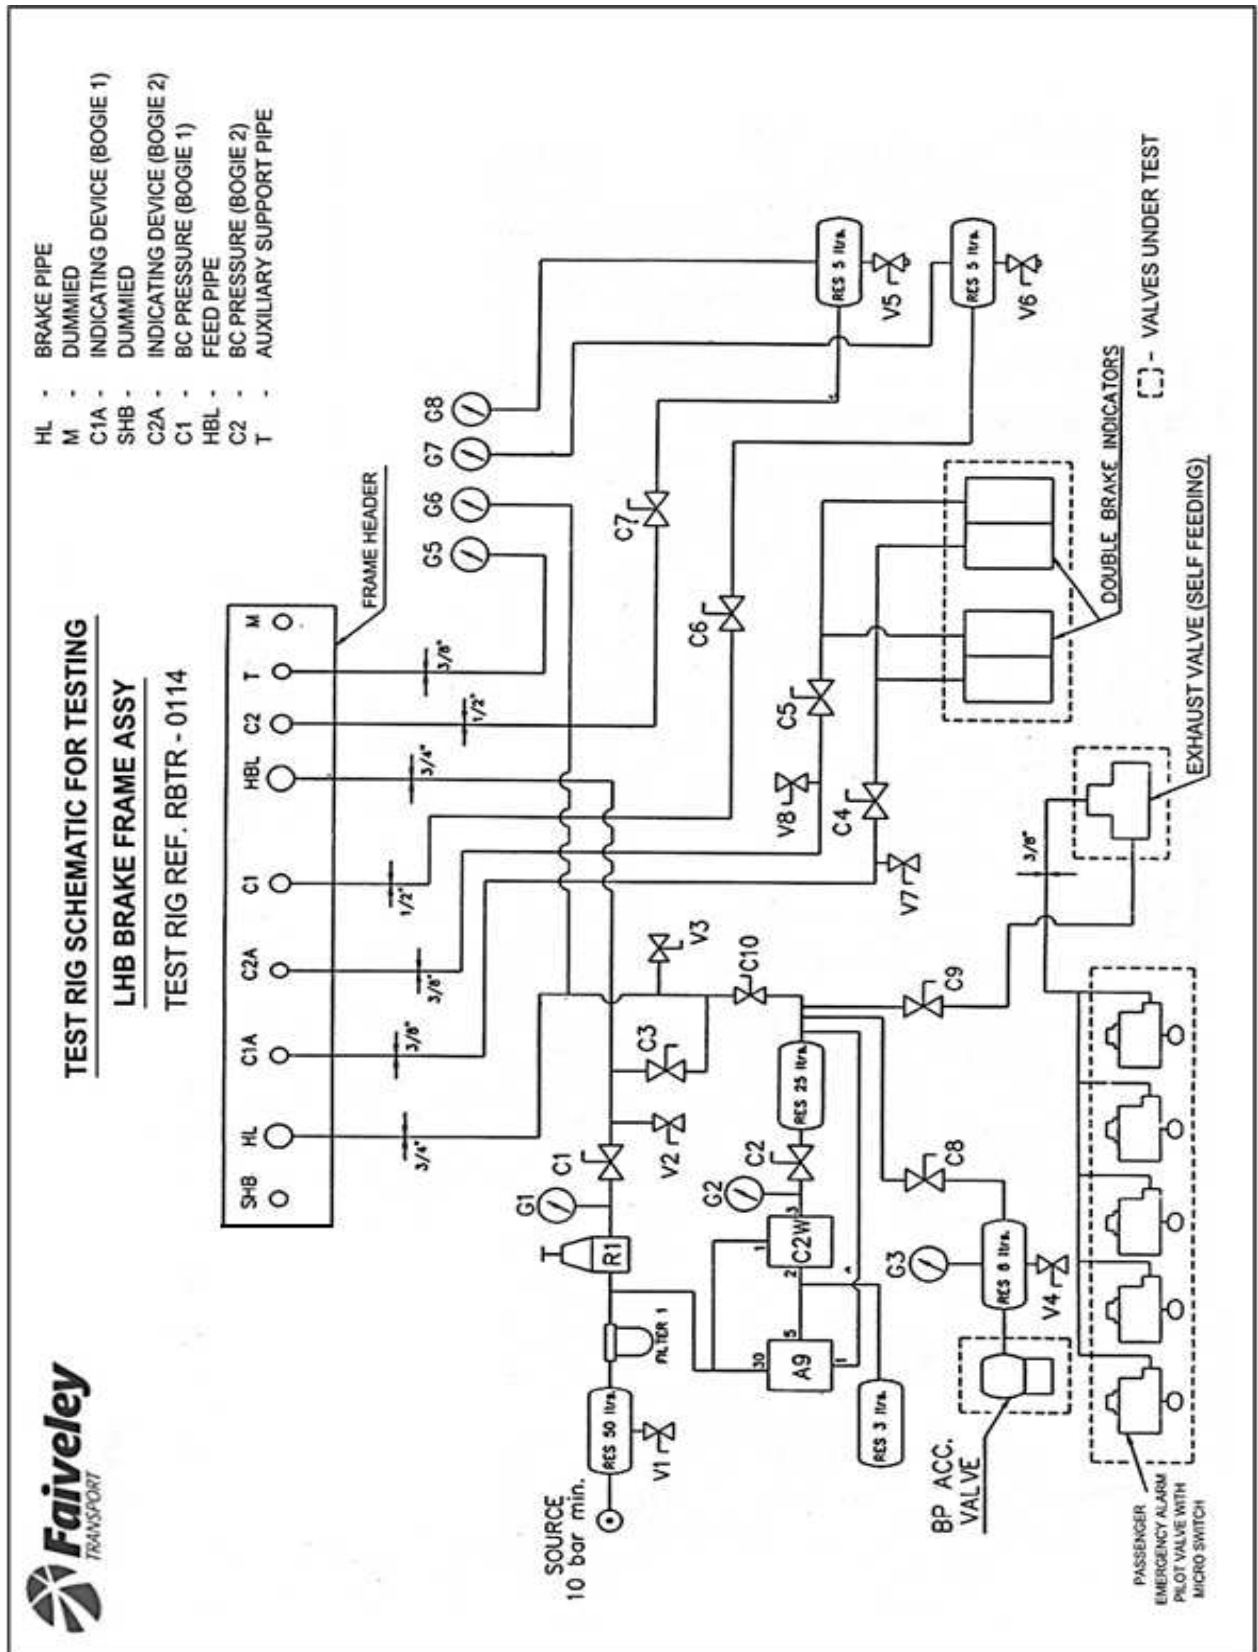 Faiveley
TRANSPORT
TEST RIG SCHEMATIC FOR TESTING
LHB BRAKE FRAME ASSY
TEST RIG REF. RBTR - 0114
HL - BRAKE PIPE
M - DUMMIED
C1A - INDICATING DEVICE (BOGIE 1)
SHB - DUMMIED
C2A - INDICATING DEVICE (BOGIE 2)
C1 - BC PRESSURE (BOGIE 1)
HBL - FEED PIPE
C2 - BC PRESSURE (BOGIE 2)
T - AUXILIARY SUPPORT PIPE
SHB HL C1A C2A C1 HBL C2 T M
FRAME HEADER
3/4"
3/8"
3/8"
1/2"
3/4"
1/2"
3/8"
G5
G6
G7
G8
SOURCE
10 bar min.
RES 50 ltrs.
V1
FILTER 1
R1
G1
C1
V2
C3
V3
C10
A9
30
5
1
C2W
1
2
3
G2
C2
RES 25 ltrs.
RES 3 ltrs.
C7
C6
C5
V8
C4
V7
RES 5 ltrs.
V5
RES 5 ltrs.
V6
BP ACC.
VALVE
RES 6 ltrs.
G3
V4
C8
C9
3/8"
DOUBLE BRAKE INDICATORS
EXHAUST VALVE (SELF FEEDING)
- VALVES UNDER TEST
PASSENGER
EMERGENCY ALARM
PILOT VALVE WITH
MICRO SWITCH